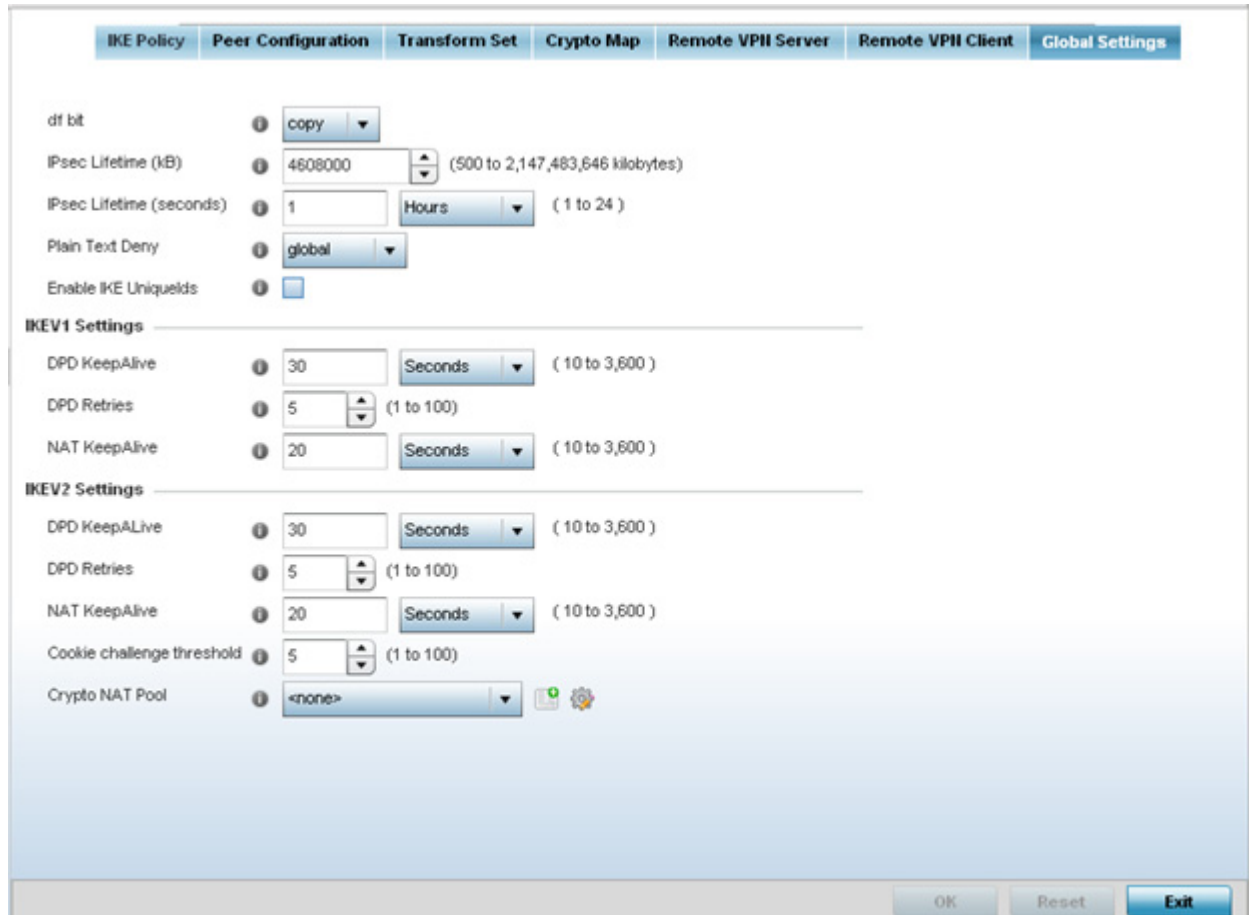 IKE Policy Peer Configuration Transform Set Crypto Map Remote VPN Server Remote VPN Client Global Settings
df bit copy
IPsec Lifetime (kB) 4608000 (500 to 2,147,483,646 kilobytes)
IPsec Lifetime (seconds) 1 Hours ( 1 to 24 )
Plain Text Deny global
Enable IKE UniqueIds
IKEV1 Settings
DPD KeepAlive 30 Seconds ( 10 to 3,600 )
DPD Retries 5 (1 to 100)
NAT KeepAlive 20 Seconds ( 10 to 3,600 )
IKEV2 Settings
DPD KeepALive 30 Seconds ( 10 to 3,600 )
DPD Retries 5 (1 to 100)
NAT KeepAlive 20 Seconds ( 10 to 3,600 )
Cookie challenge threshold 5 (1 to 100)
Crypto NAT Pool <none>
OK Reset Exit